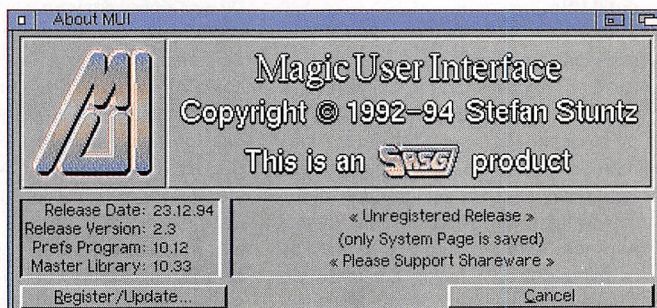 About MUI
MUI
Magic User Interface
Copyright © 1992-94 Stefan Stuntz
This is an SASG product
Release Date: 23.12.94
Release Version: 2.3
Prefs Program: 10.12
Master Library: 10.33
« Unregistered Release »
(only System Page is saved)
« Please Support Shareware »
Register/Update...
Cancel